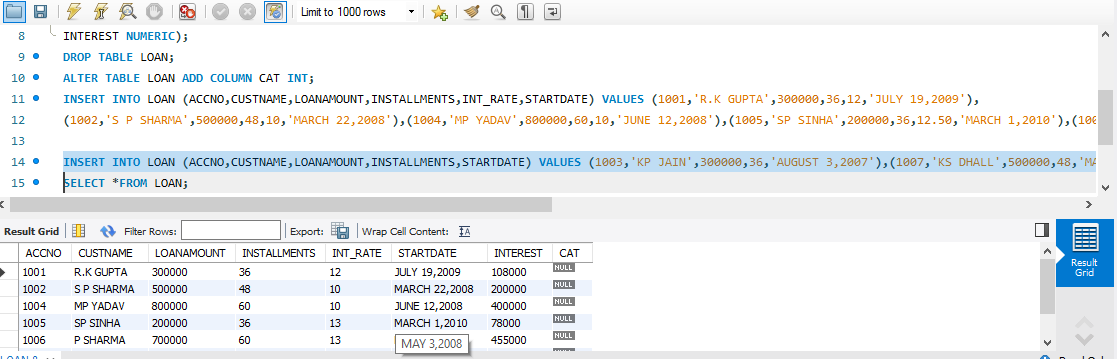 Limit to 1000 rows
8 INTEREST NUMERIC);
9 DROP TABLE LOAN;
10 ALTER TABLE LOAN ADD COLUMN CAT INT;
11 INSERT INTO LOAN (ACCNO,CUSTNAME,LOANAMOUNT,INSTALLMENTS,INT_RATE,STARTDATE) VALUES (1001,'R.K GUPTA',300000,36,12,'JULY 19,2009'),
12 (1002,'S P SHARMA',500000,48,10,'MARCH 22,2008'),(1004,'MP YADAV',800000,60,10,'JUNE 12,2008'),(1005,'SP SINHA',200000,36,12.50,'MARCH 1,2010'),(100
13
14 INSERT INTO LOAN (ACCNO,CUSTNAME,LOANAMOUNT,INSTALLMENTS,STARTDATE) VALUES (1003,'KP JAIN',300000,36,'AUGUST 3,2007'),(1007,'KS DHALL',500000,48,'MA
15 SELECT *FROM LOAN;
Result Grid Filter Rows: Export: Wrap Cell Content:
ACCNO CUSTNAME LOANAMOUNT INSTALLMENTS INT_RATE STARTDATE INTEREST CAT
1001 R.K GUPTA 300000 36 12 JULY 19,2009 108000 NULL
1002 S P SHARMA 500000 48 10 MARCH 22,2008 200000 NULL
1004 MP YADAV 800000 60 10 JUNE 12,2008 400000 NULL
1005 SP SINHA 200000 36 13 MARCH 1,2010 78000 NULL
1006 P SHARMA 700000 60 13 455000 NULL
MAY 3,2008
Result
Grid